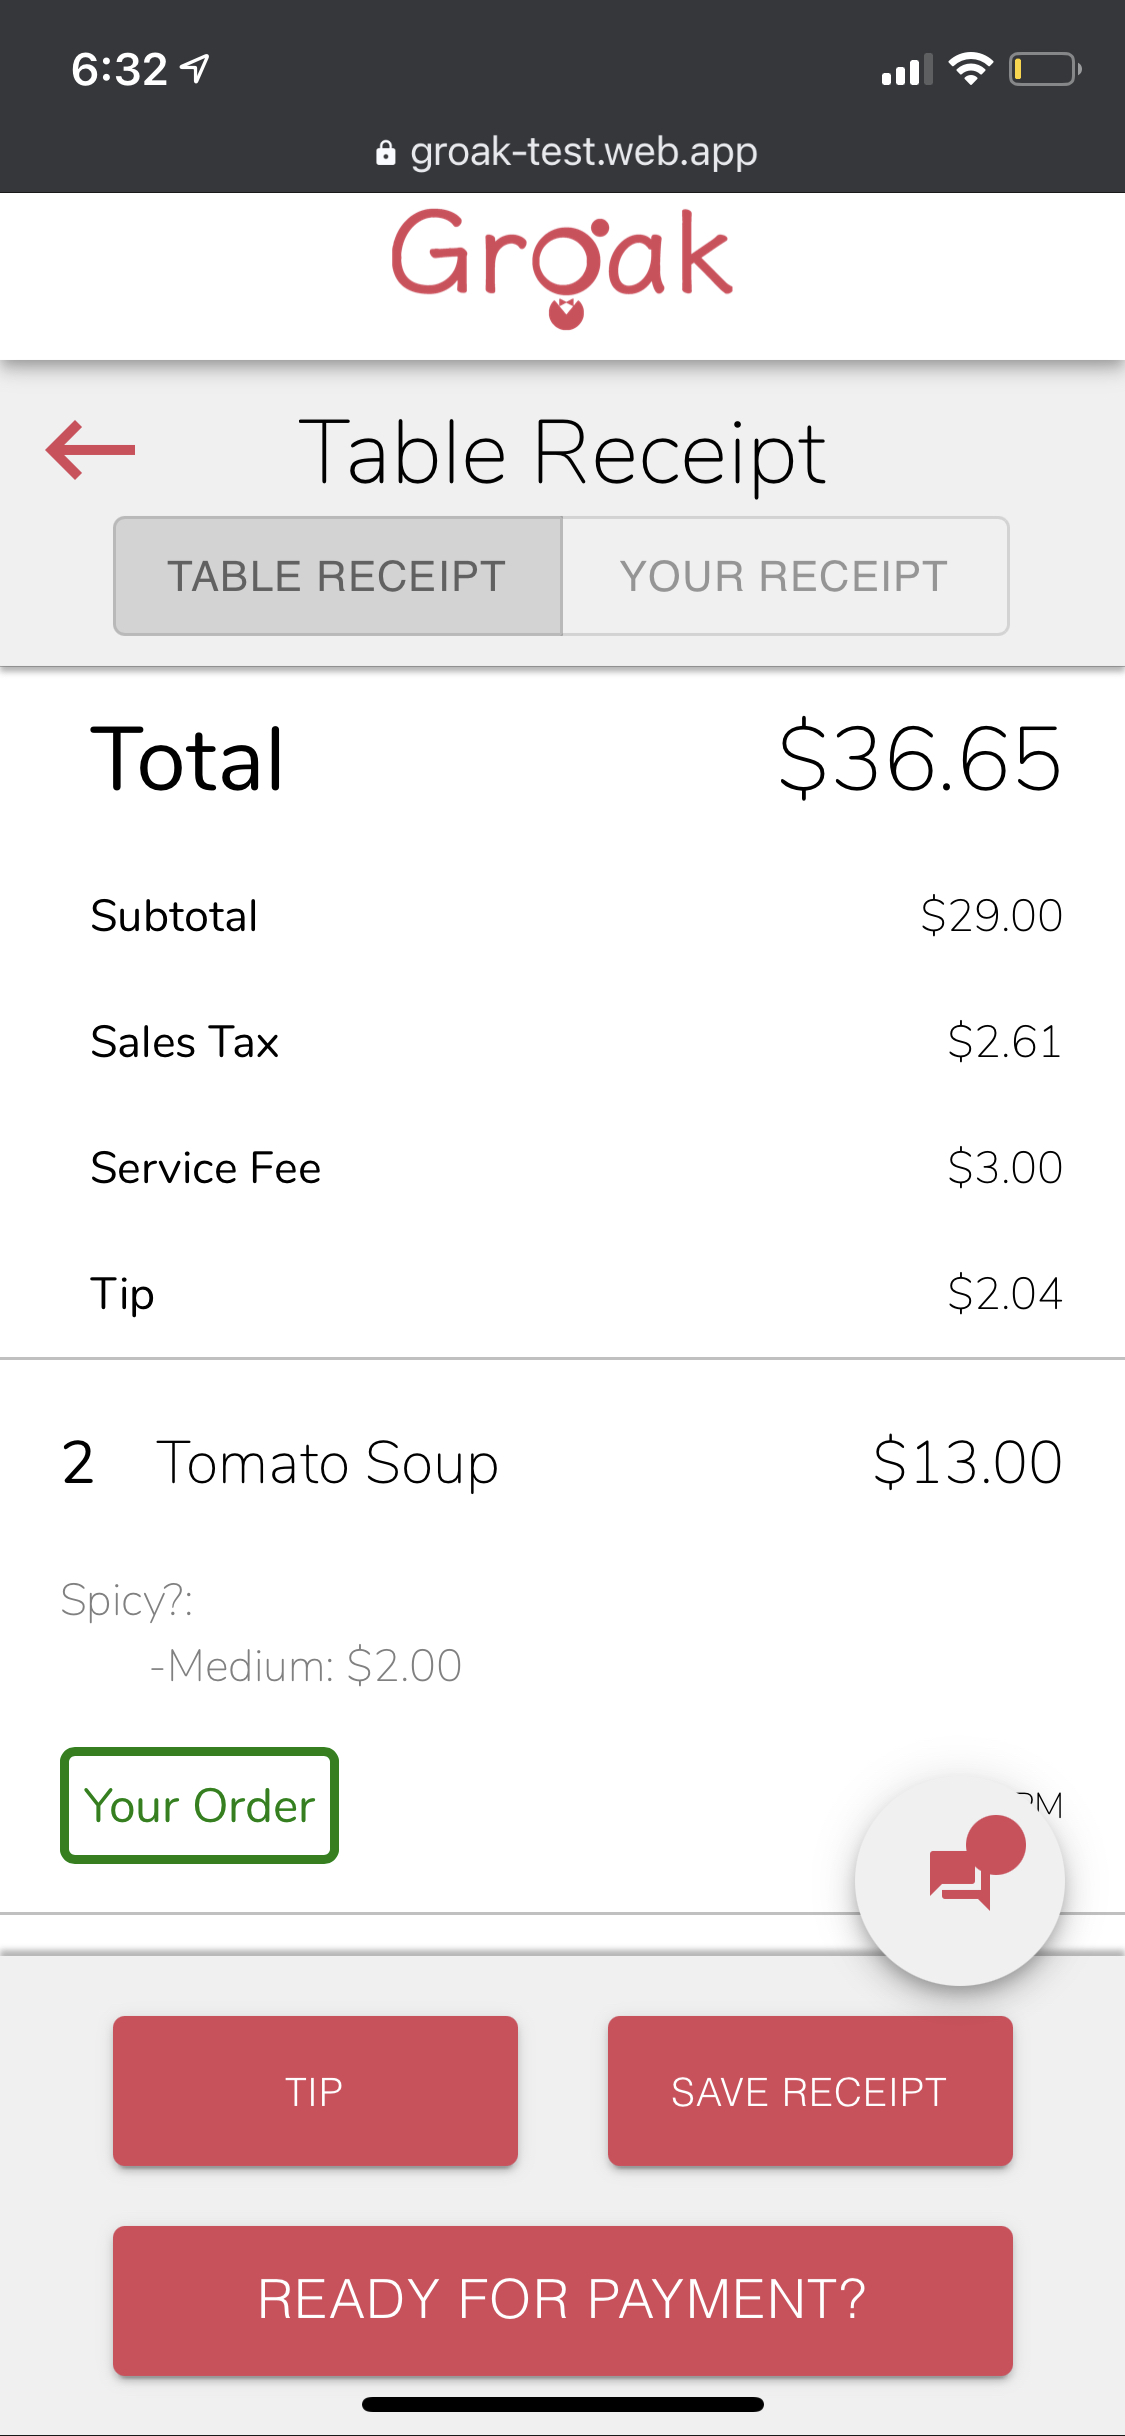 6:32
groak-test.web.app
Groak
Table Receipt
TABLE RECEIPT YOUR RECEIPT
Total $36.65
Subtotal $29.00
Sales Tax $2.61
Service Fee $3.00
Tip $2.04
2 Tomato Soup $13.00
Spicy?:
-Medium: $2.00
Your Order
TIP SAVE RECEIPT
READY FOR PAYMENT?